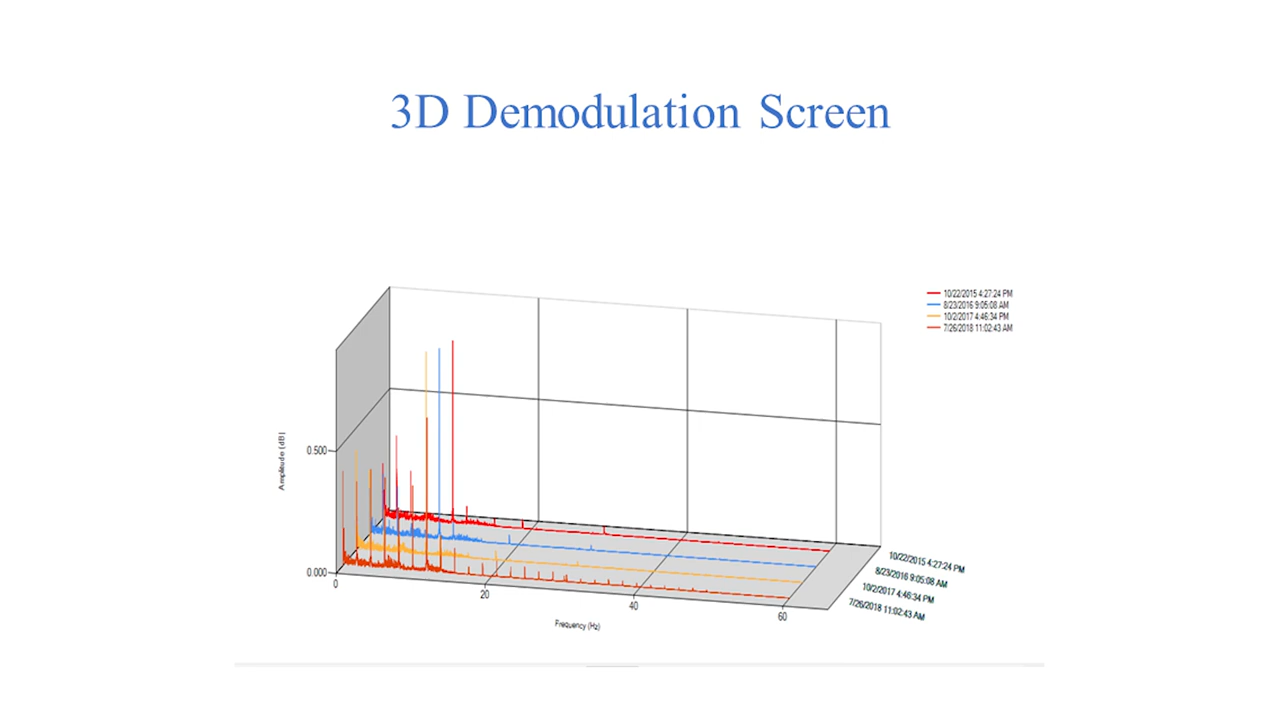 3D Demodulation Screen
10/22/2015 4:27:24 PM
8/23/2016 9:05:08 AM
10/2/2017 4:46:34 PM
7/26/2018 11:02:43 AM
Amplitude (dB)
0.500
0.000
0
20
40
60
Frequency (Hz)
10/22/2015 4:27:24 PM
8/23/2016 9:05:08 AM
10/2/2017 4:46:34 PM
7/26/2018 11:02:43 AM